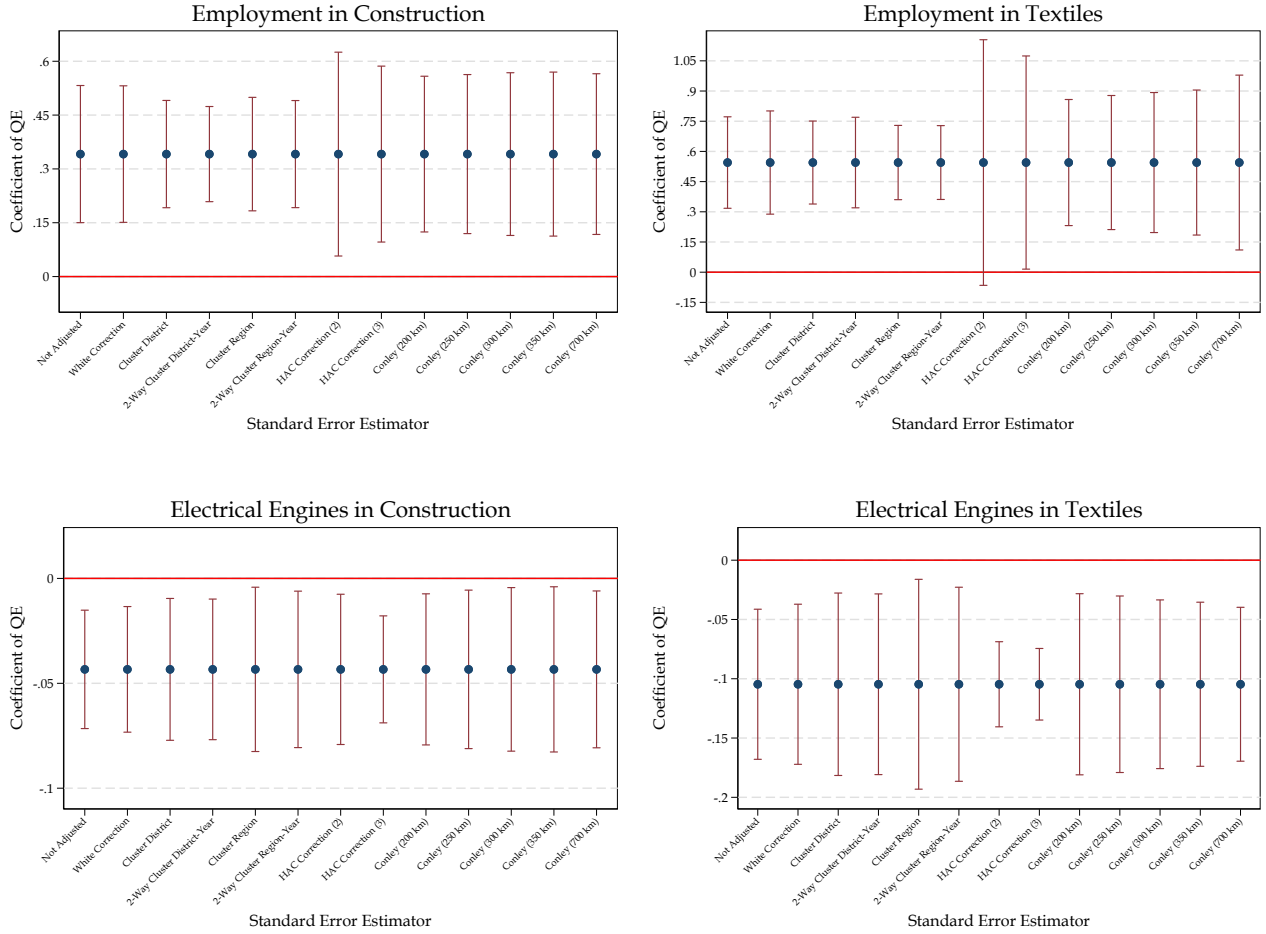 Employment in Construction
Coefficient of QE
.6
.45
.3
.15
0
Not Adjusted
White Correction
Cluster District
2-Way Cluster District-Year
Cluster Region
2-Way Cluster Region-Year
HAC Correction (2)
HAC Correction (3)
Conley (200 km)
Conley (250 km)
Conley (300 km)
Conley (350 km)
Conley (700 km)
Standard Error Estimator
Employment in Textiles
Coefficient of QE
1.05
.9
.75
.6
.45
.3
.15
0
-.15
Not Adjusted
White Correction
Cluster District
2-Way Cluster District-Year
Cluster Region
2-Way Cluster Region-Year
HAC Correction (2)
HAC Correction (3)
Conley (200 km)
Conley (250 km)
Conley (300 km)
Conley (350 km)
Conley (700 km)
Standard Error Estimator
Electrical Engines in Construction
Coefficient of QE
0
-.05
-.1
Not Adjusted
White Correction
Cluster District
2-Way Cluster District-Year
Cluster Region
2-Way Cluster Region-Year
HAC Correction (2)
HAC Correction (3)
Conley (200 km)
Conley (250 km)
Conley (300 km)
Conley (350 km)
Conley (700 km)
Standard Error Estimator
Electrical Engines in Textiles
Coefficient of QE
0
-.05
-.1
-.15
-.2
Not Adjusted
White Correction
Cluster District
2-Way Cluster District-Year
Cluster Region
2-Way Cluster Region-Year
HAC Correction (2)
HAC Correction (3)
Conley (200 km)
Conley (250 km)
Conley (300 km)
Conley (350 km)
Conley (700 km)
Standard Error Estimator